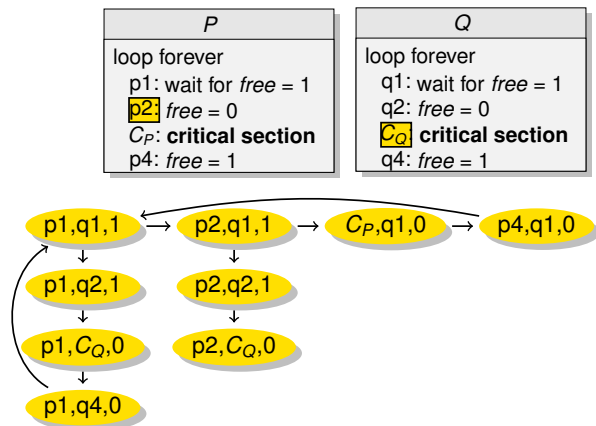 P
loop forever
p1: wait for free = 1
p2: free = 0
C_P: critical section
p4: free = 1
Q
loop forever
q1: wait for free = 1
q2: free = 0
C_Q: critical section
q4: free = 1
p1,q1,1 p2,q1,1 C_P,q1,0 p4,q1,0
p1,q2,1 p2,q2,1
p1,C_Q,0 p2,C_Q,0
p1,q4,0